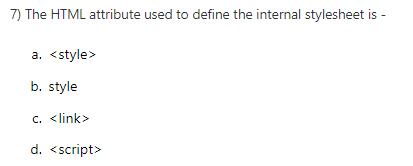 7) The HTML attribute used to define the internal stylesheet is -
a. <style>
b. style
c. <link>
d. <script>